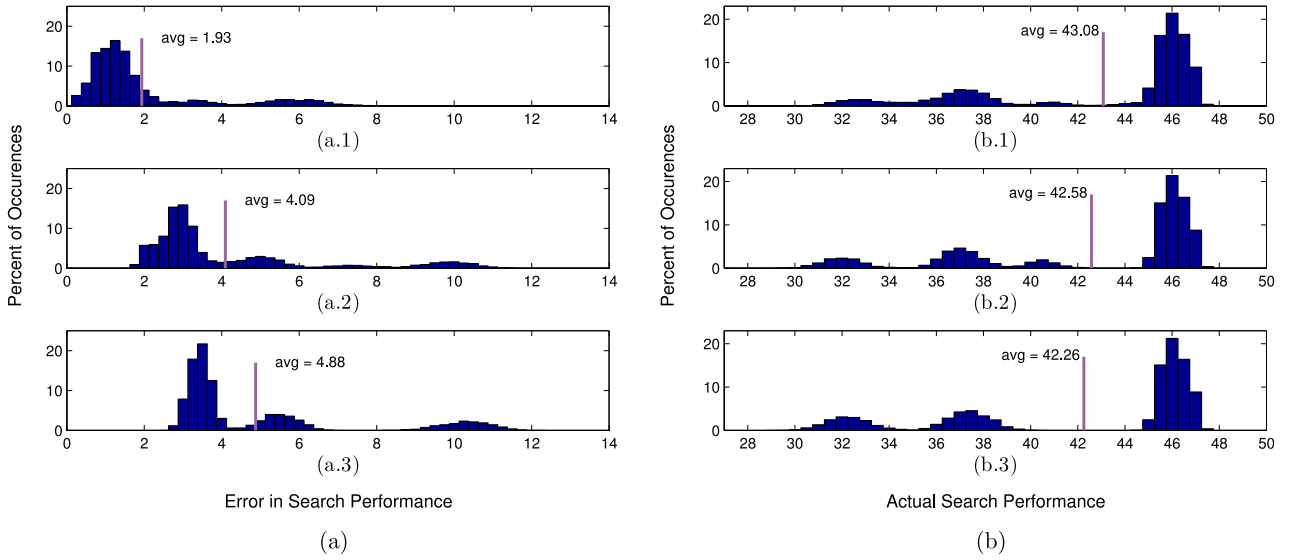 20
10
0
avg = 1.93
0 2 4 6 8 10 12 14
(a.1)
20
10
0
avg = 4.09
0 2 4 6 8 10 12 14
(a.2)
20
10
0
avg = 4.88
0 2 4 6 8 10 12 14
(a.3)
Percent of Occurences
Error in Search Performance
(a)
20
10
0
avg = 43.08
28 30 32 34 36 38 40 42 44 46 48 50
(b.1)
20
10
0
avg = 42.58
28 30 32 34 36 38 40 42 44 46 48 50
(b.2)
20
10
0
avg = 42.26
28 30 32 34 36 38 40 42 44 46 48 50
(b.3)
Percent of Occurences
Actual Search Performance
(b)